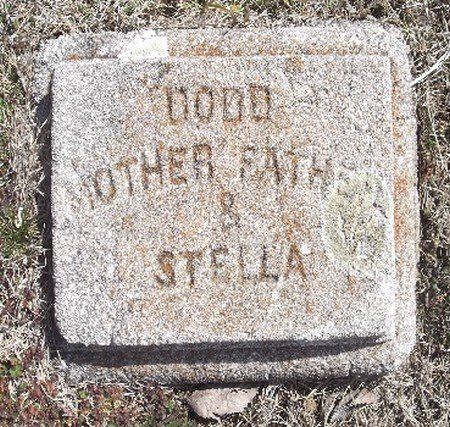 DODD
MOTHER FATH
&
STELLA